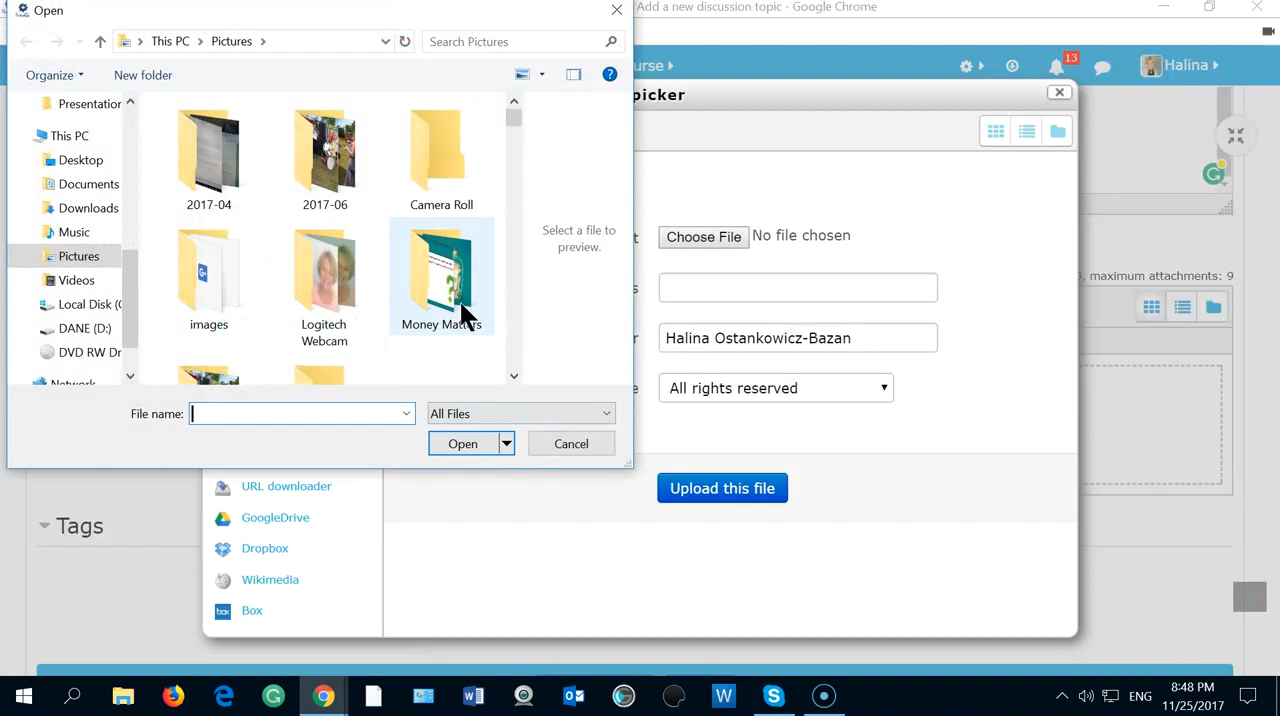 Open
Add a new discussion topic - Google Chrome
This PC
Pictures
Search Pictures
Organize
New folder
urse
13
Halina
picker
Presentation
This PC
Desktop
Documents
Downloads
Music
Pictures
Videos
Local Disk (
DANE (D:)
DVD RW Dr
Network
2017-04
2017-06
Camera Roll
images
Logitech
Webcam
Money Matters
Select a file to
preview.
File name:
All Files
Open
Cancel
t
Choose File
No file chosen
s
r
Halina Ostankowicz-Bazan
e
All rights reserved
Upload this file
, maximum attachments: 9
URL downloader
GoogleDrive
Dropbox
Wikimedia
box
Box
Tags
ENG
8:48 PM
11/25/2017